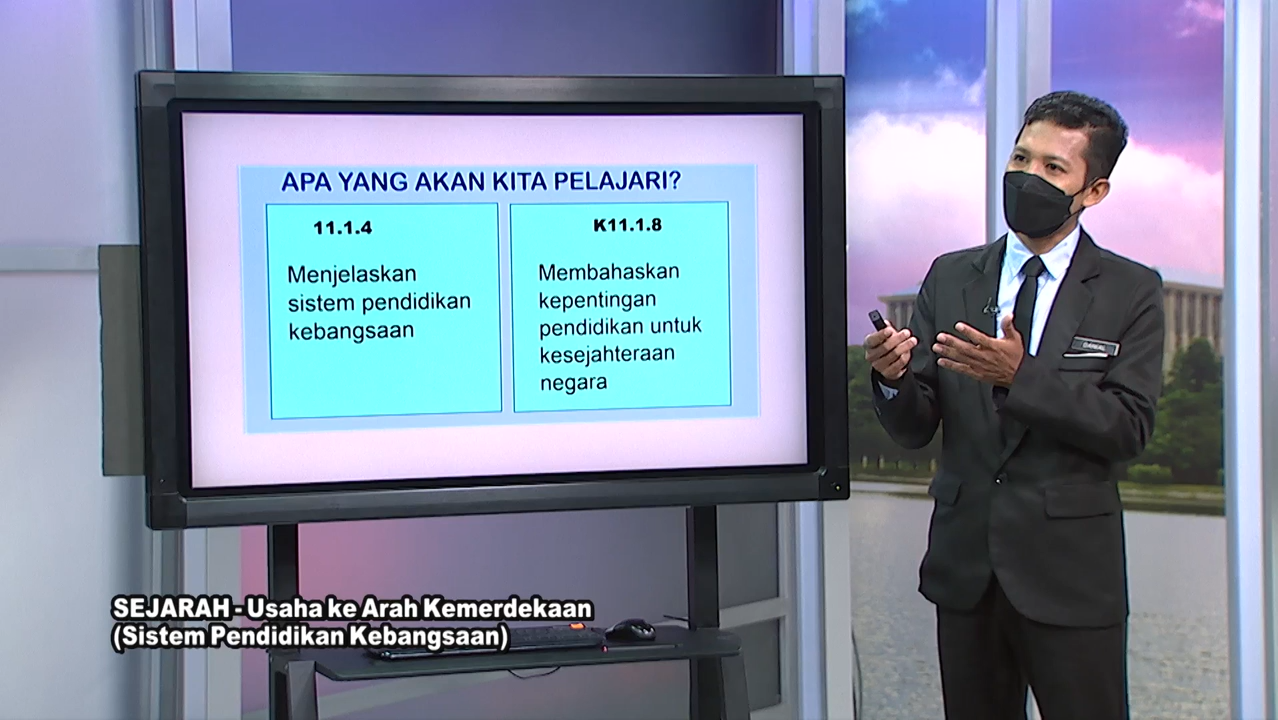 APA YANG AKAN KITA PELAJARI?
11.1.4
Menjelaskan
sistem pendidikan
kebangsaan
K11.1.8
Membahaskan
kepentingan
pendidikan untuk
kesejahteraan
negara
SEJARAH - Usaha ke Arah Kemerdekaan
(Sistem Pendidikan Kebangsaan)